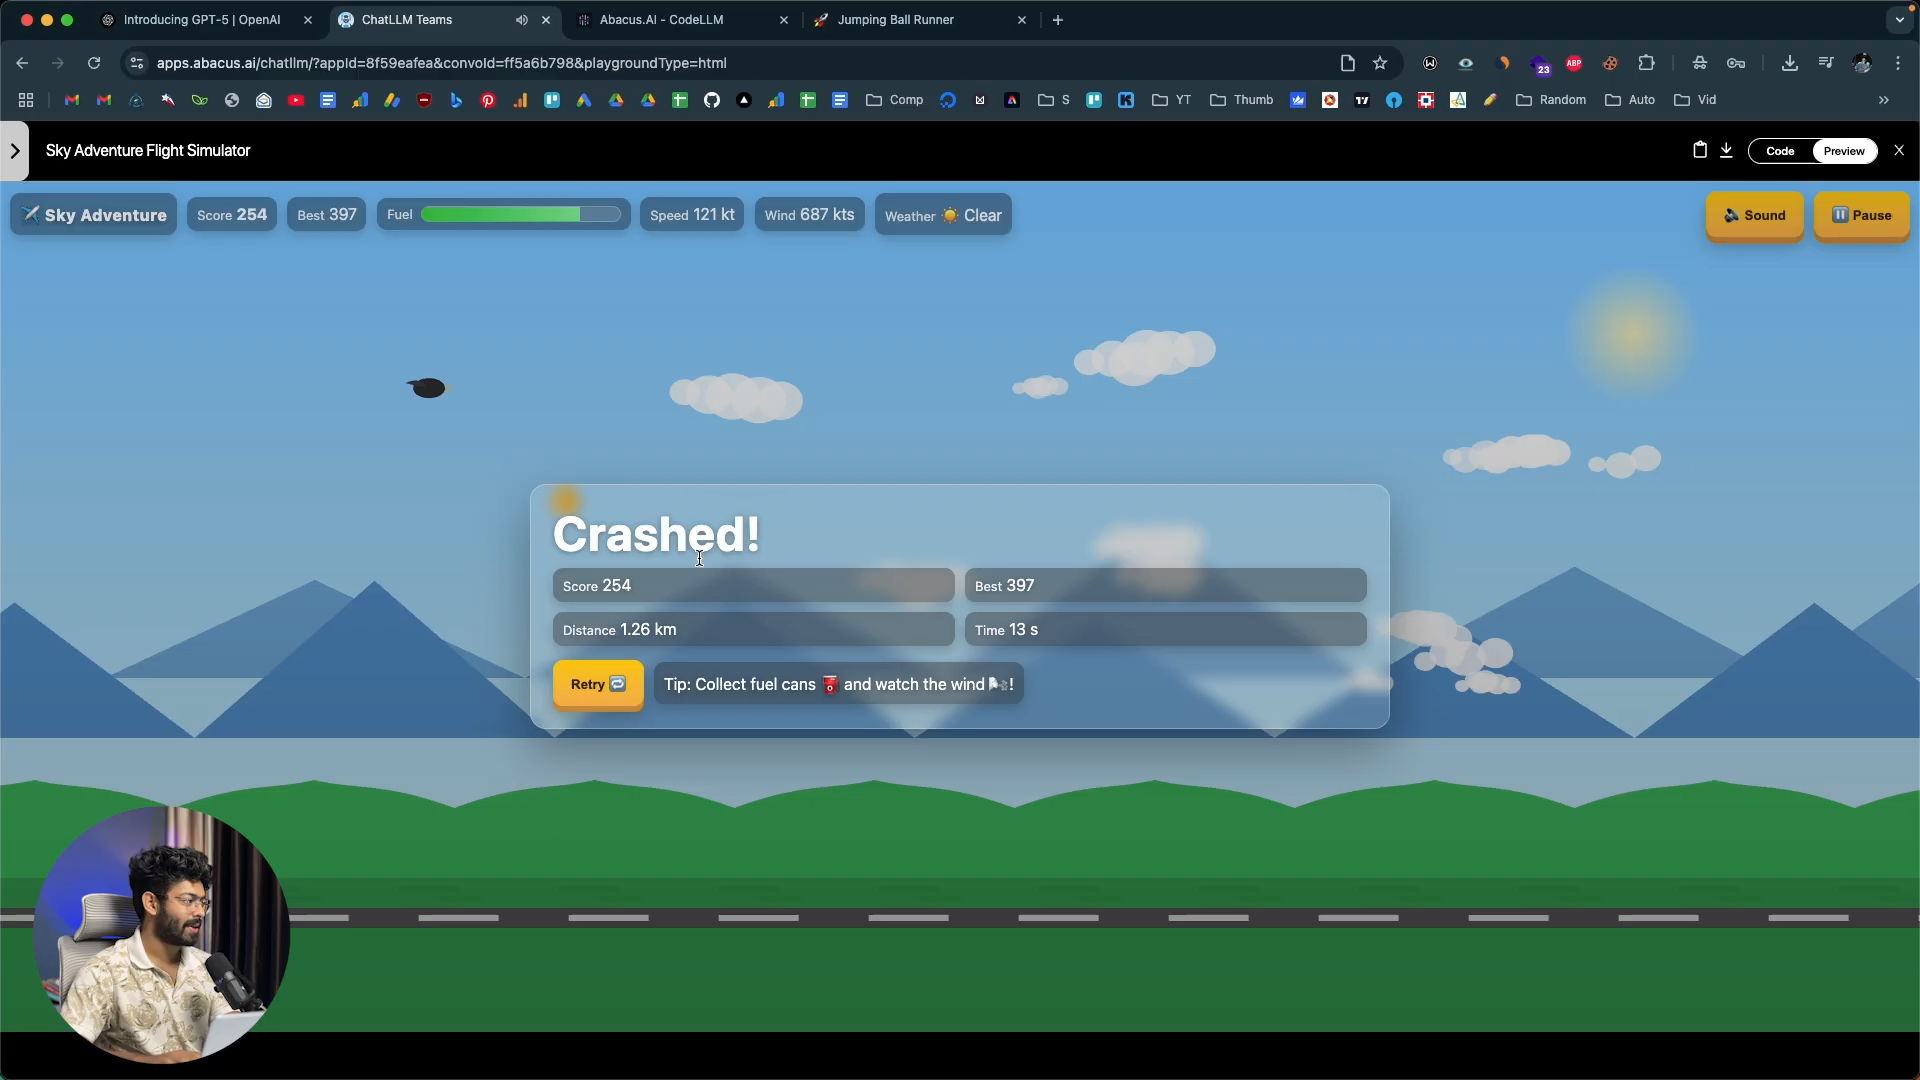 Introducing GPT-5 | OpenAI
ChatLLM Teams
Abacus.AI - CodeLLM
Jumping Ball Runner
apps.abacus.ai/chatllm/?appId=8f59eafea&convoId=ff5a6b798&playgroundType=html
23
ABP
Comp
S
YT
Thumb
Random
Auto
Vid
Sky Adventure Flight Simulator
Code
Preview
Sky Adventure
Score 254
Best 397
Fuel
Speed 121 kt
Wind 687 kts
Weather ☀️ Clear
Sound
Pause
Crashed!
Score 254
Best 397
Distance 1.26 km
Time 13 s
Retry
Tip: Collect fuel cans and watch the wind !